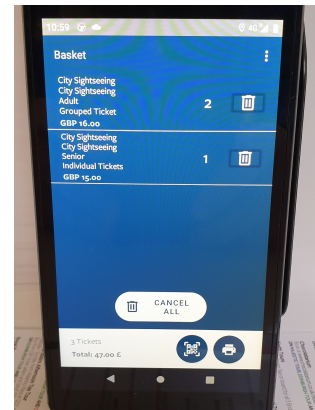 10:59 4G
Basket
City Sightseeing
City Sightseeing
Adult
Grouped Ticket
GBP 16.00
2
City Sightseeing
City Sightseeing
Senior
Individual Tickets
GBP 15.00
1
CANCEL
ALL
3 Tickets
Total: 47.00 £